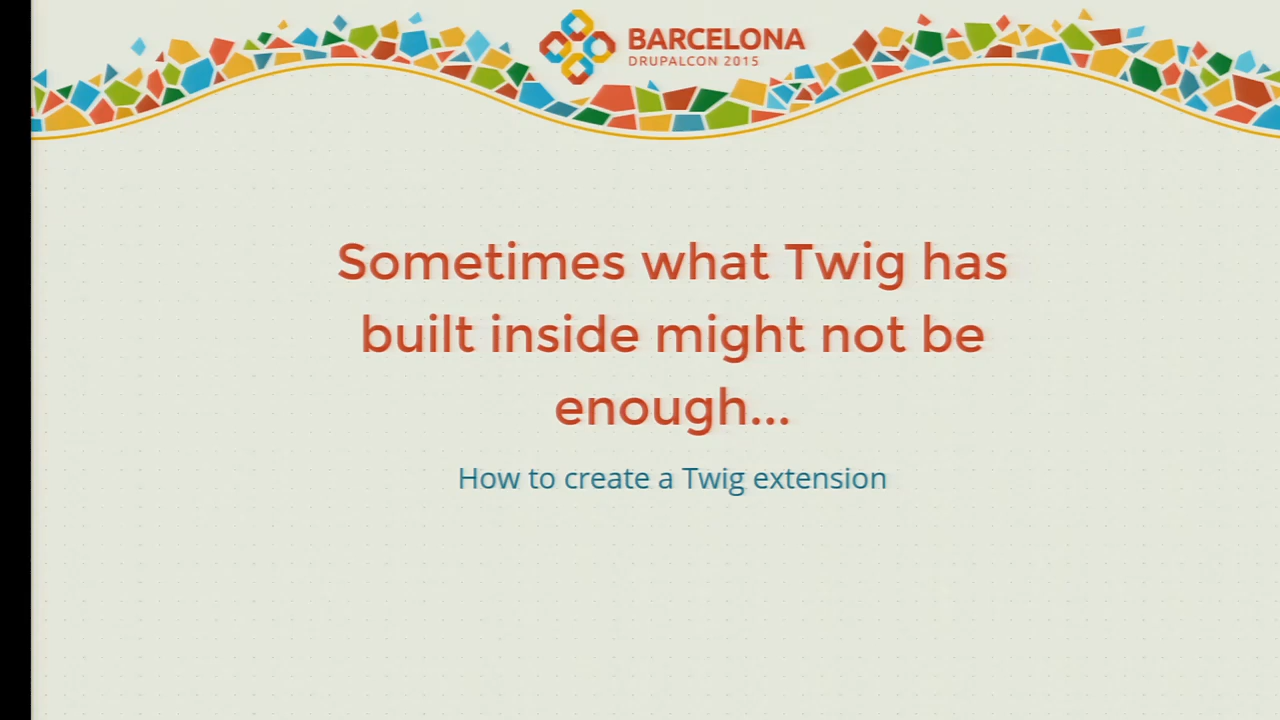 BARCELONA
DRUPALCON 2015
Sometimes what Twig has
built inside might not be
enough...
How to create a Twig extension